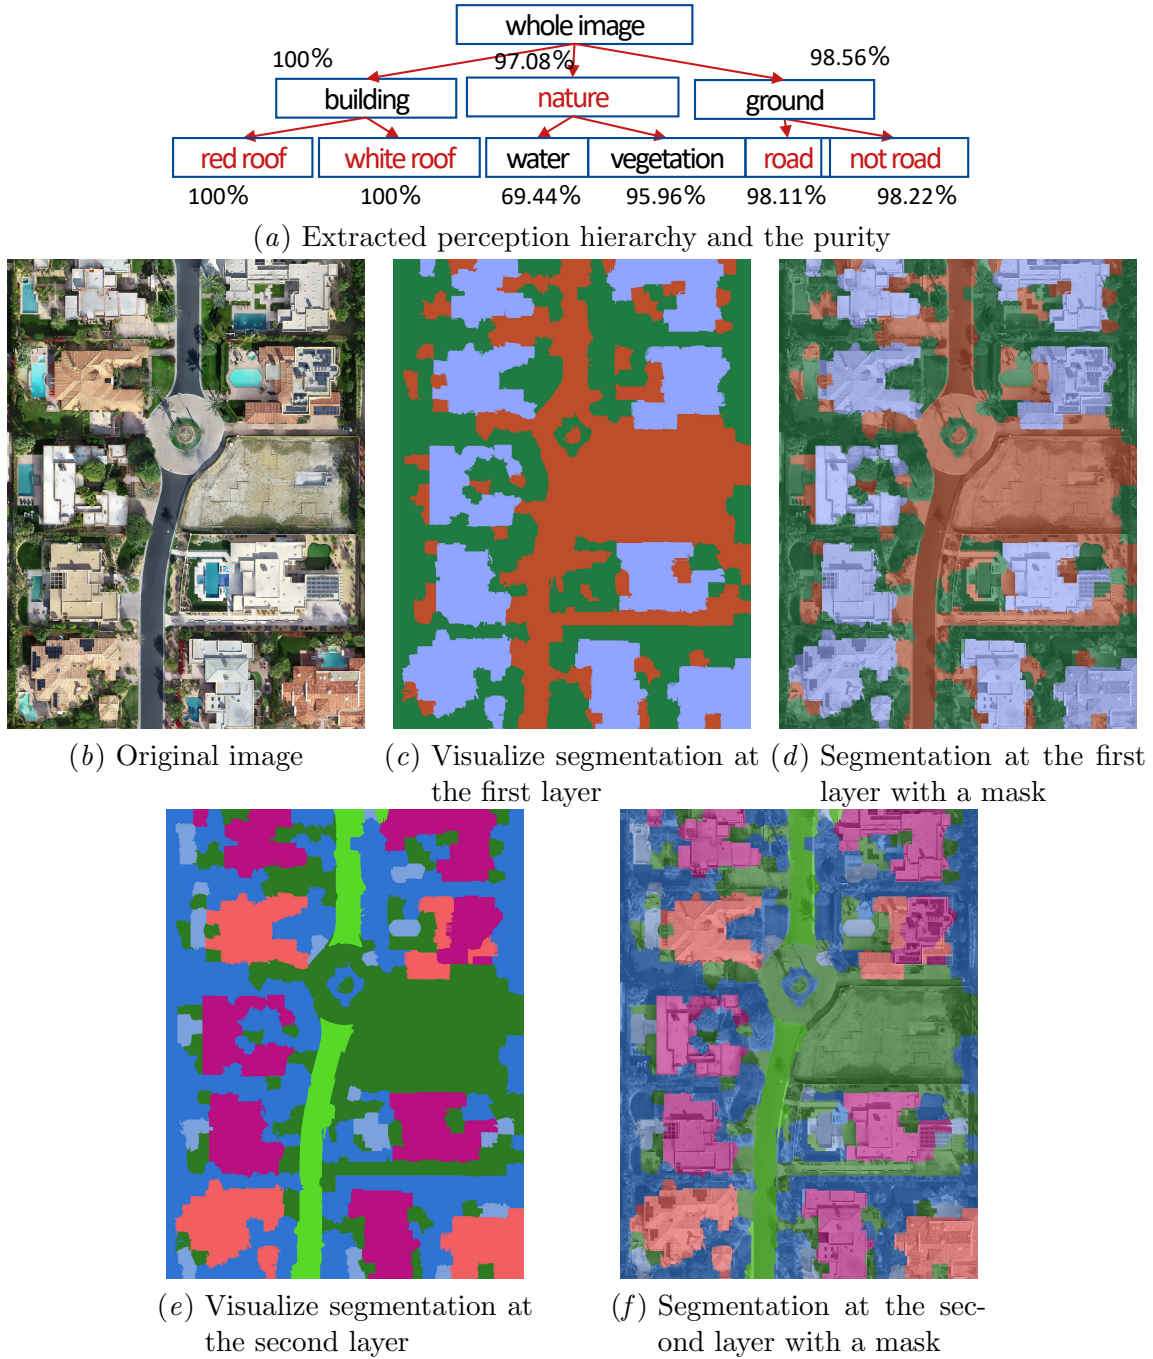 whole image
100% 97.08% 98.56%
building nature ground
red roof white roof water vegetation road not road
100% 100% 69.44% 95.96% 98.11% 98.22%
(a) Extracted perception hierarchy and the purity
(b) Original image
(c) Visualize segmentation at
the first layer
(d) Segmentation at the first
layer with a mask
(e) Visualize segmentation at
the second layer
(f) Segmentation at the sec-
ond layer with a mask